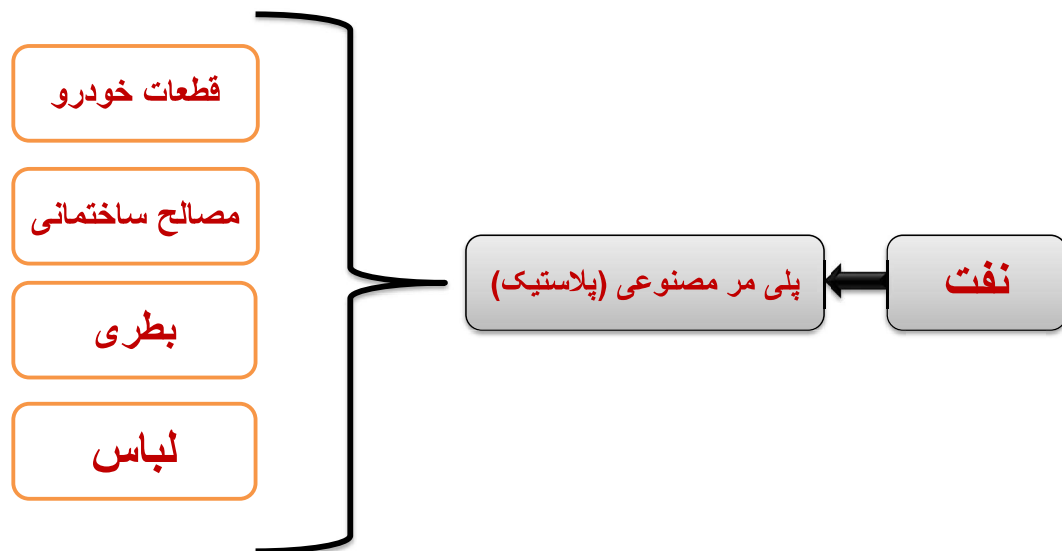 نفت
پلی مر مصنوعی (پلاستیک)
قطعات خودرو
مصالح ساختمانی
بطری
لباس